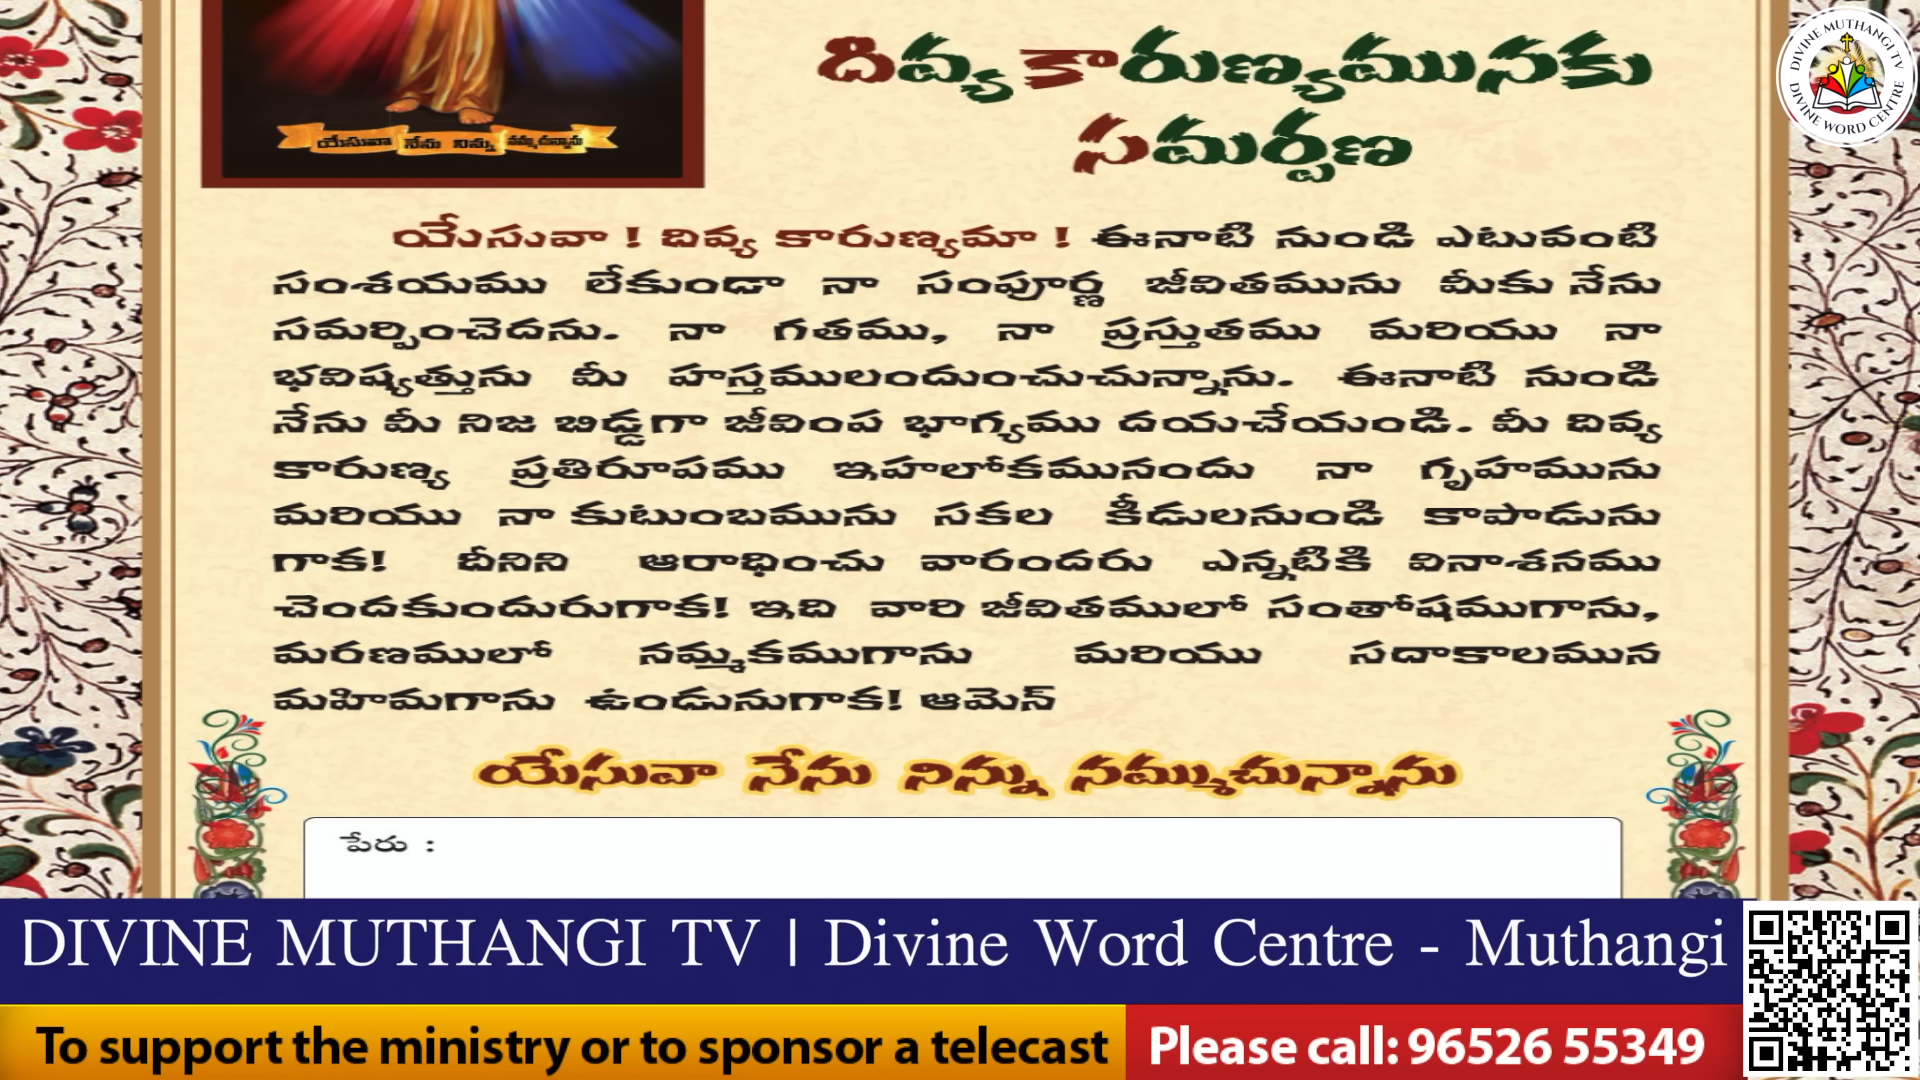 దివ్య కారుణ్యమునకు
సమర్పణ
యేసువా నేను నిన్ను నమ్ముచున్నాను
DIVINE MUTHANGI TV
DIVINE WORD CENTRE
యేసువా ! దివ్య కారుణ్యమా ! ఈనాటి నుండి ఎటువంటి
సంశయము లేకుండా నా సంపూర్ణ జీవితమును మీకు నేను
సమర్పించెదను. నా గతము, నా ప్రస్తుతము మరియు నా
భవిష్యత్తును మీ హస్తములందుంచుచున్నాను. ఈనాటి నుండి
నేను మీ నిజ బిడ్డగా జీవింప భాగ్యము దయచేయండి. మీ దివ్య
కారుణ్య ప్రతిరూపము ఇహలోకమునందు నా గృహమును
మరియు నా కుటుంబమును సకల కీడులనుండి కాపాడును
గాక! దీనిని ఆరాధించు వారందరు ఎన్నటికి వినాశనము
చెందకుందురుగాక! ఇది వారి జీవితములో సంతోషముగాను,
మరణములో నమ్మకముగాను మరియు సదాకాలమున
మహిమగాను ఉండునుగాక! ఆమెన్
యేసువా నేను నిన్ను నమ్ముచున్నాను
పేరు :
DIVINE MUTHANGI TV | Divine Word Centre - Muthangi
To support the ministry or to sponsor a telecast Please call: 96526 55349